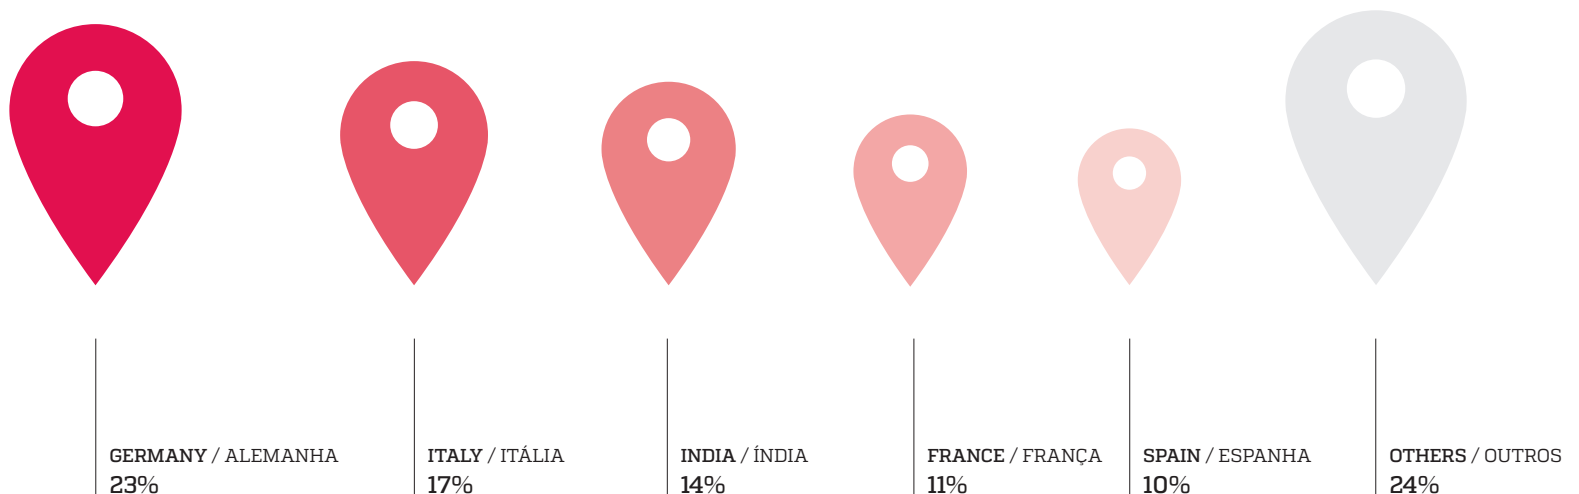 GERMANY / ALEMANHA
23%
ITALY / ITÁLIA
17%
INDIA / ÍNDIA
14%
FRANCE / FRANÇA
11%
SPAIN / ESPANHA
10%
OTHERS / OUTROS
24%